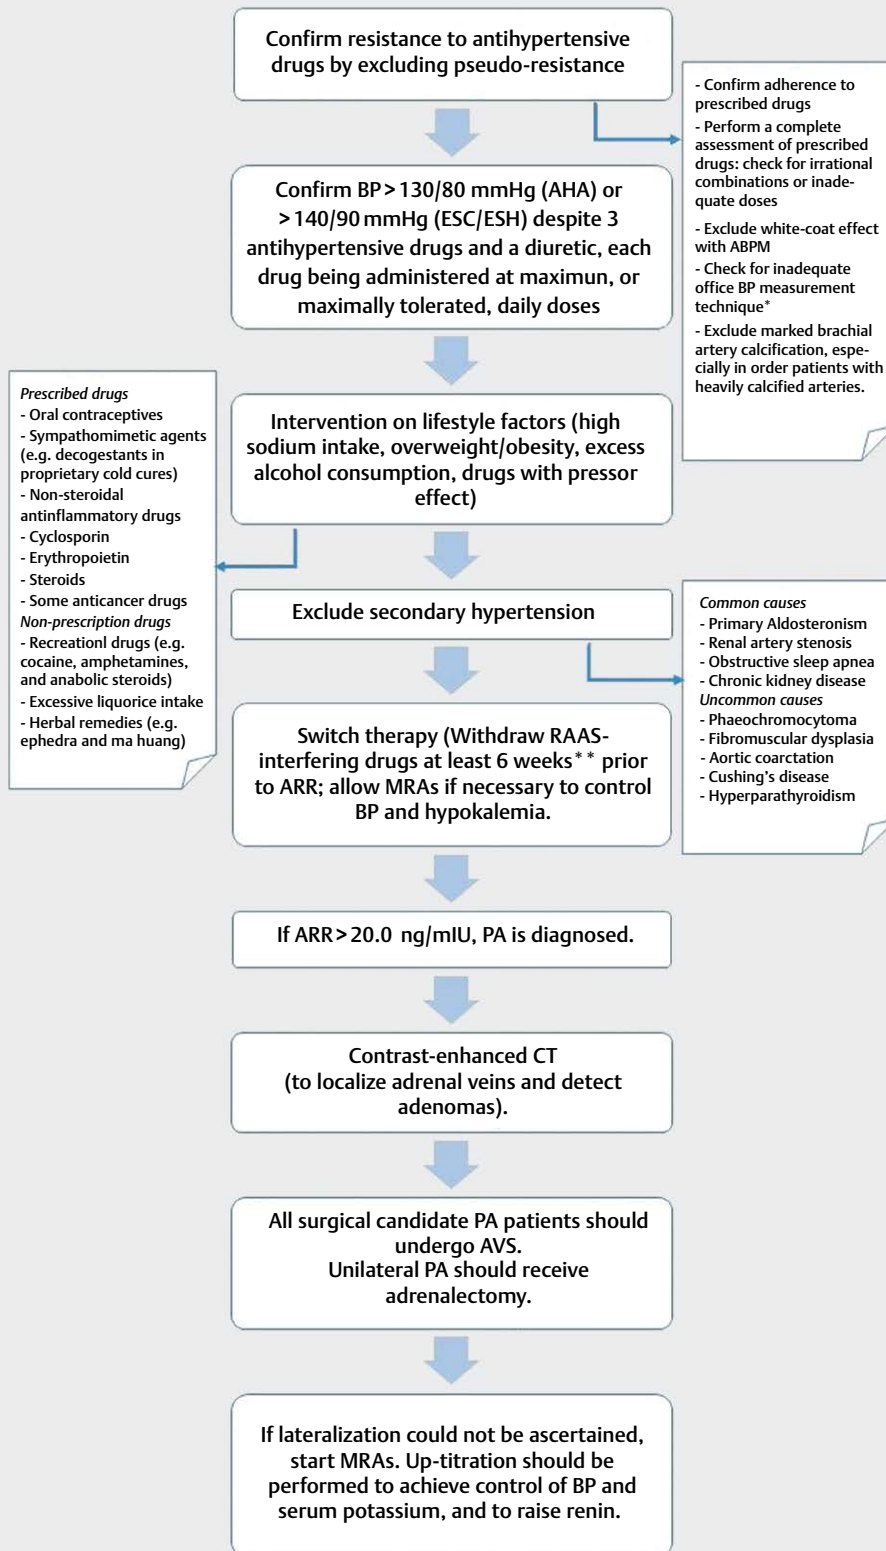 Confirm resistance to antihypertensive
drugs by excluding pseudo-resistance
- Confirm adherence to
prescribed drugs
- Perform a complete
assessment of prescribed
drugs: check for irrational
combinations or inade-
quate doses
- Exclude white-coat effect
with ABPM
- Check for inadequate
office BP measurement
technique*
- Exclude marked brachial
artery calcification, espe-
cially in order patients with
heavily calcified arteries.
Confirm BP > 130/80 mmHg (AHA) or
> 140/90 mmHg (ESC/ESH) despite 3
antihypertensive drugs and a diuretic, each
drug being administered at maximun, or
maximally tolerated, daily doses
Intervention on lifestyle factors (high
sodium intake, overweight/obesity, excess
alcohol consumption, drugs with pressor
effect)
Prescribed drugs
- Oral contraceptives
- Sympathomimetic agents
(e.g. decogestants in
proprietary cold cures)
- Non-steroidal
antinflammatory drugs
- Cyclosporin
- Erythropoietin
- Steroids
- Some anticancer drugs
Non-prescription drugs
- Recreationl drugs (e.g.
cocaine, amphetamines,
and anabolic steroids)
- Excessive liquorice intake
- Herbal remedies (e.g.
ephedra and ma huang)
Exclude secondary hypertension
Common causes
- Primary Aldosteronism
- Renal artery stenosis
- Obstructive sleep apnea
- Chronic kidney disease
Uncommon causes
- Phaeochromocytoma
- Fibromuscular dysplasia
- Aortic coarctation
- Cushing's disease
- Hyperparathyroidism
Switch therapy (Withdraw RAAS-
interfering drugs at least 6 weeks** prior
to ARR; allow MRAs if necessary to control
BP and hypokalemia.
If ARR > 20.0 ng/mIU, PA is diagnosed.
Contrast-enhanced CT
(to localize adrenal veins and detect
adenomas).
All surgical candidate PA patients should
undergo AVS.
Unilateral PA should receive
adrenalectomy.
If lateralization could not be ascertained,
start MRAs. Up-titration should be
performed to achieve control of BP and
serum potassium, and to raise renin.